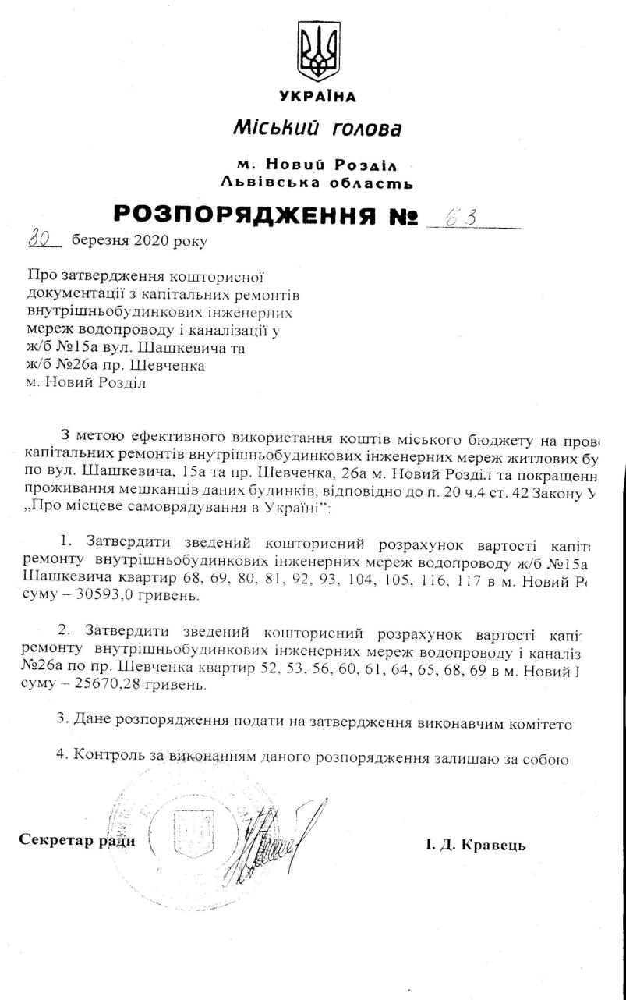 УКРАЇНА
Міський голова
м. Новий Розділ
Львівська область
РОЗПОРЯДЖЕННЯ № 63
30 березня 2020 року
Про затвердження кошторисної
документації з капітальних ремонтів
внутрішньобудинкових інженерних
мереж водопроводу і каналізації у
ж/б №15а вул. Шашкевича та
ж/б №26а пр. Шевченка
м. Новий Розділ
З метою ефективного використання коштів міського бюджету на пров
капітальних ремонтів внутрішньобудинкових інженерних мереж житлових бу
по вул. Шашкевича, 15а та пр. Шевченка, 26а м. Новий Розділ та покращенн
проживання мешканців даних будинків, відповідно до п. 20 ч.4 ст. 42 Закону У
„Про місцеве самоврядування в Україні":
1. Затвердити зведений кошторисний розрахунок вартості капіт
ремонту внутрішньобудинкових інженерних мереж водопроводу ж/б №15а
Шашкевича квартир 68, 69, 80, 81, 92, 93, 104, 105, 116, 117 в м. Новий Р
суму – 30593,0 гривень.
2. Затвердити зведений кошторисний розрахунок вартості капі
ремонту внутрішньобудинкових інженерних мереж водопроводу і каналіз
№26а по пр. Шевченка квартир 52, 53, 56, 60, 61, 64, 65, 68, 69 в м. Новий
суму – 25670,28 гривень.
3. Дане розпорядження подати на затвердження виконавчим комітето
4. Контроль за виконанням даного розпорядження залишаю за собою
Секретар ради
І. Д. Кравець